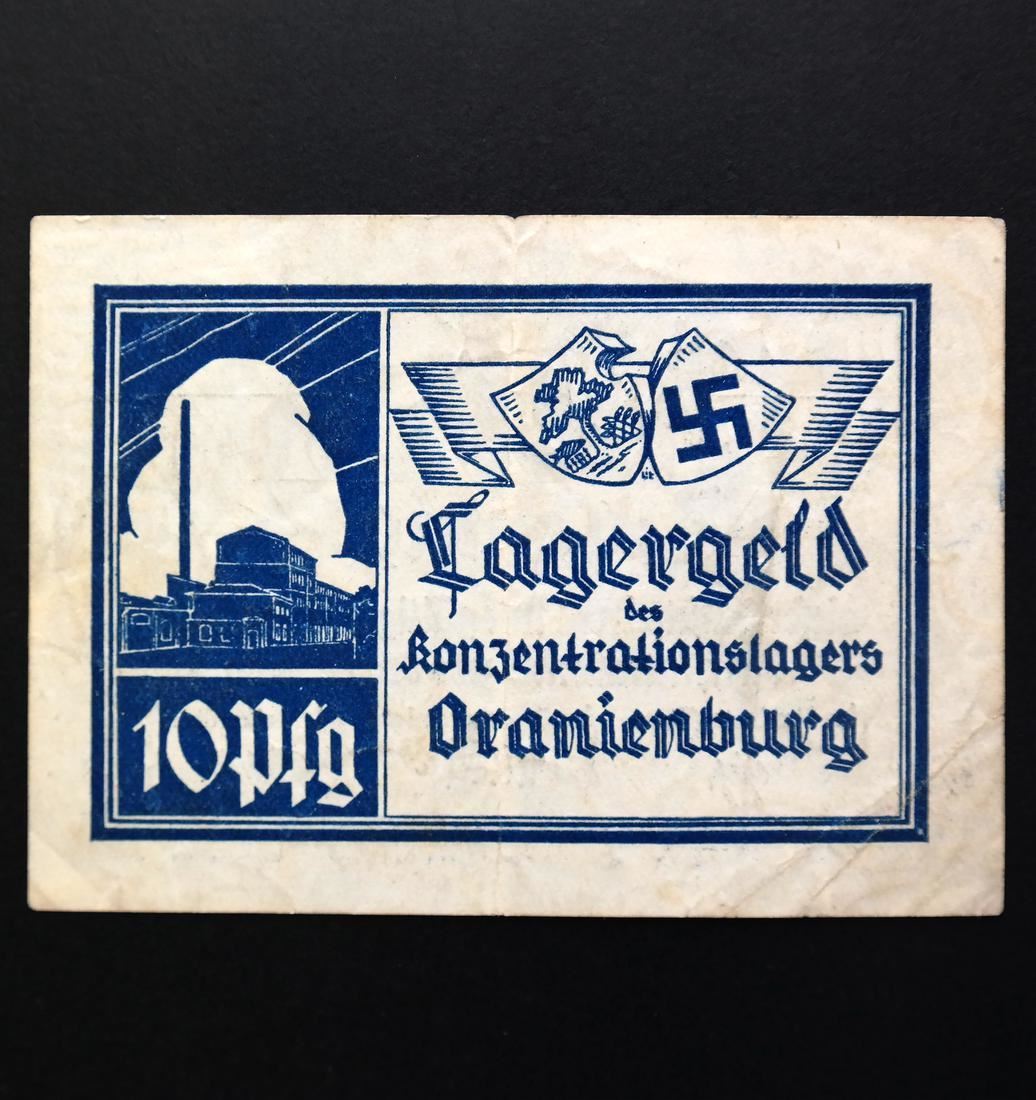 Lagergeld
des
Konzentrationslagers
Oranienburg
10 Pfg